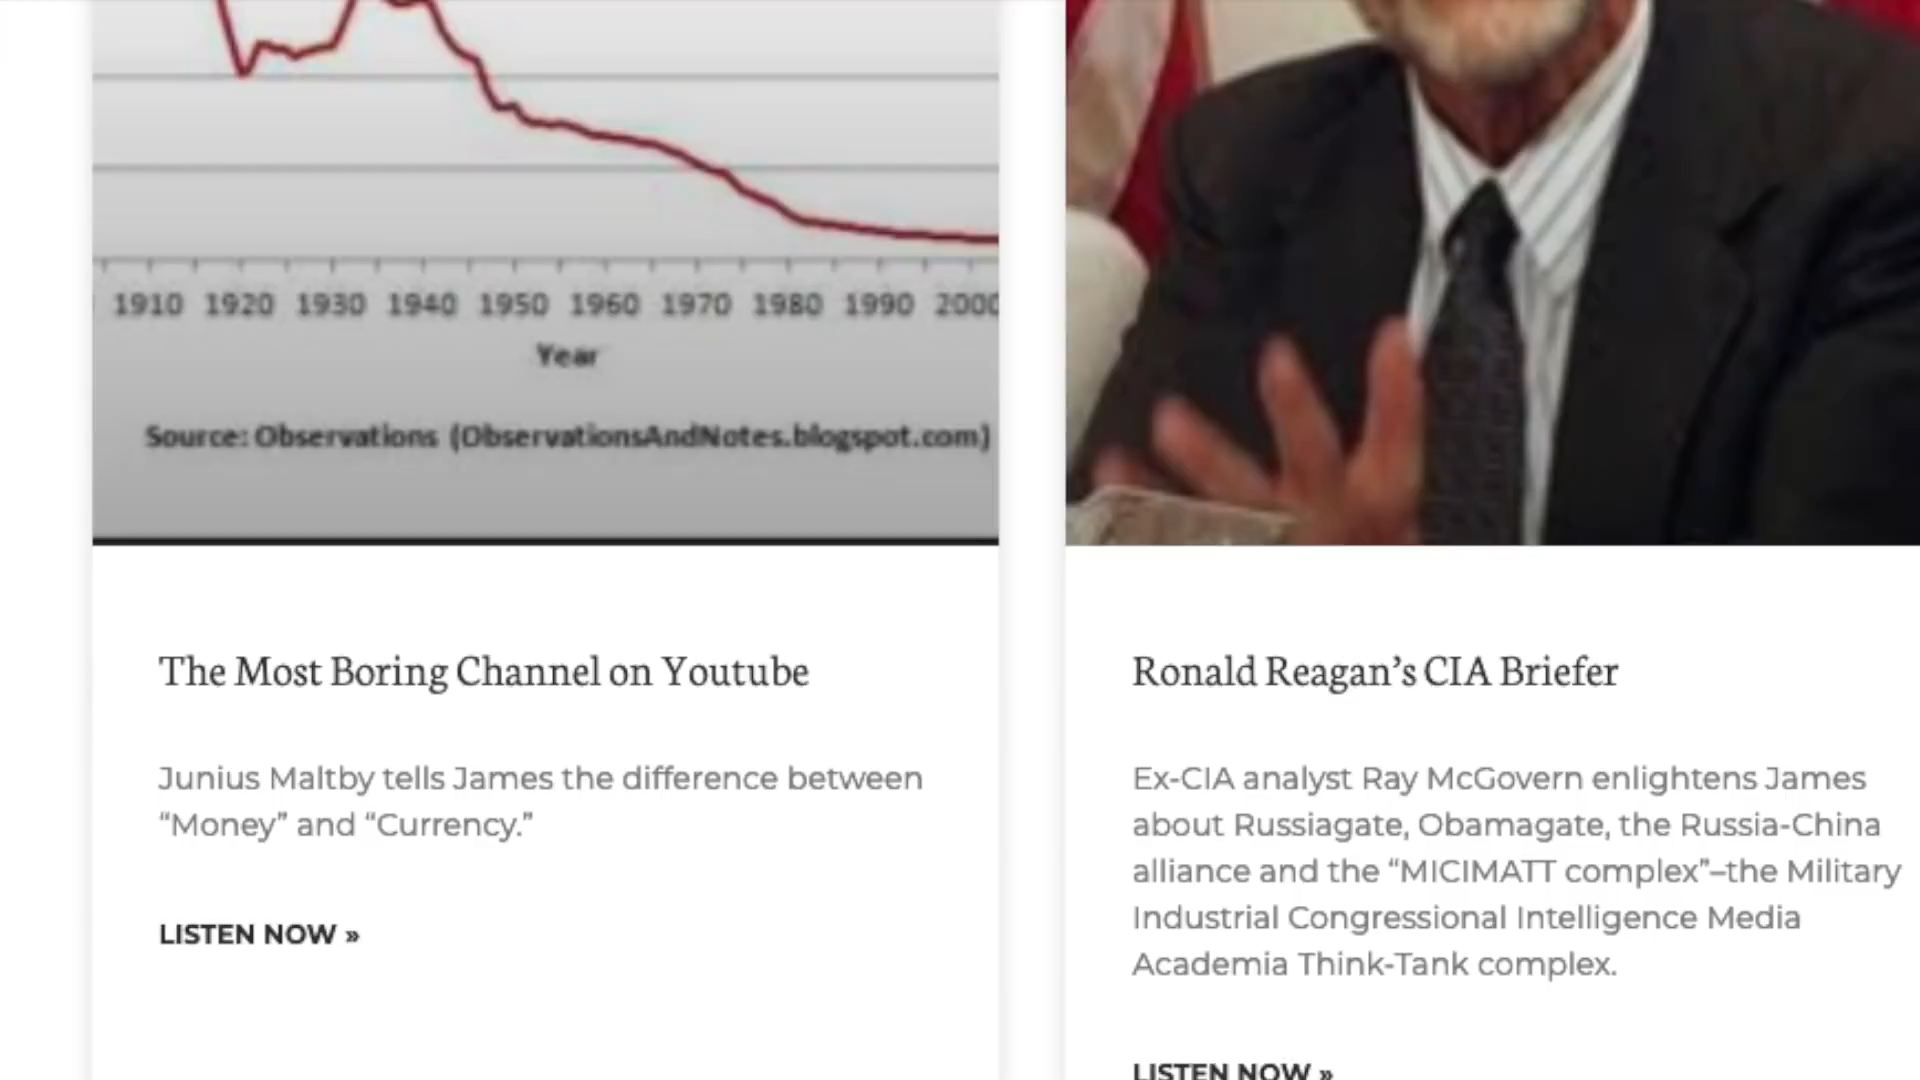 1910 1920 1930 1940 1950 1960 1970 1980 1990 2000
Year
Source: Observations (ObservationsAndNotes.blogspot.com)
The Most Boring Channel on Youtube
Junius Maltby tells James the difference between
“Money” and “Currency.”
LISTEN NOW »
Ronald Reagan’s CIA Briefer
Ex-CIA analyst Ray McGovern enlightens James
about Russiagate, Obamagate, the Russia-China
alliance and the “MICIMATT complex”–the Military
Industrial Congressional Intelligence Media
Academia Think-Tank complex.
LISTEN NOW »